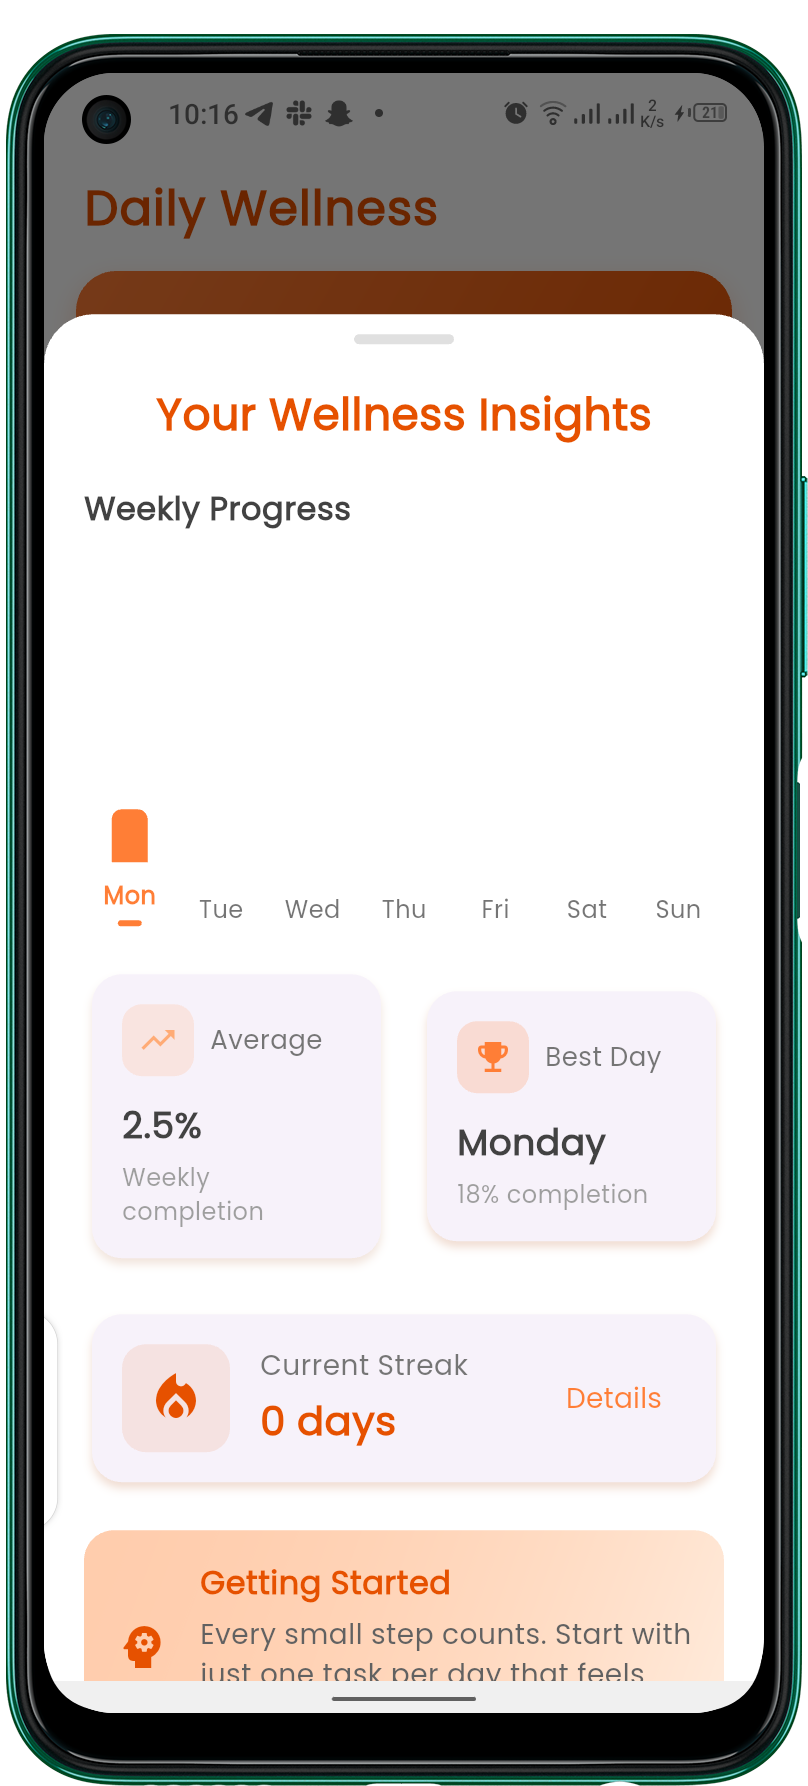 10:16
2
K/s
21
Daily Wellness
Your Wellness Insights
Weekly Progress
Mon Tue Wed Thu Fri Sat Sun
Average
2.5%
Weekly
completion
Best Day
Monday
18% completion
Current Streak
0 days
Details
Getting Started
Every small step counts. Start with
just one task per day that feels